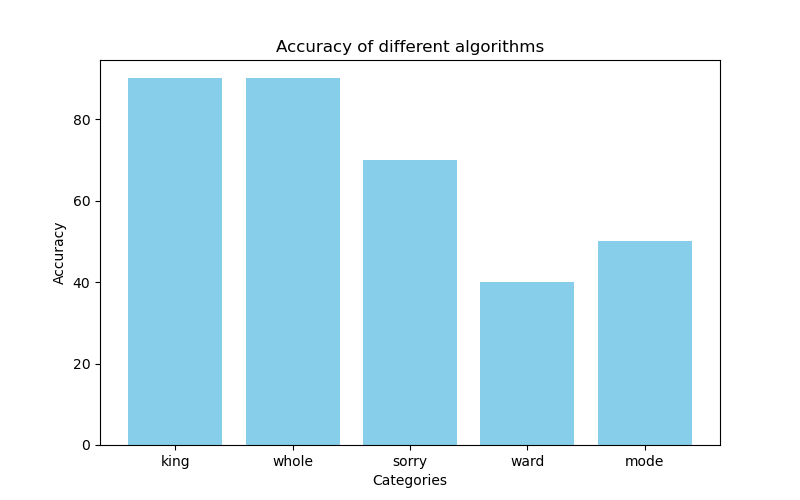 Accuracy of different algorithms
Accuracy
80
60
40
20
0
king whole sorry ward mode
Categories